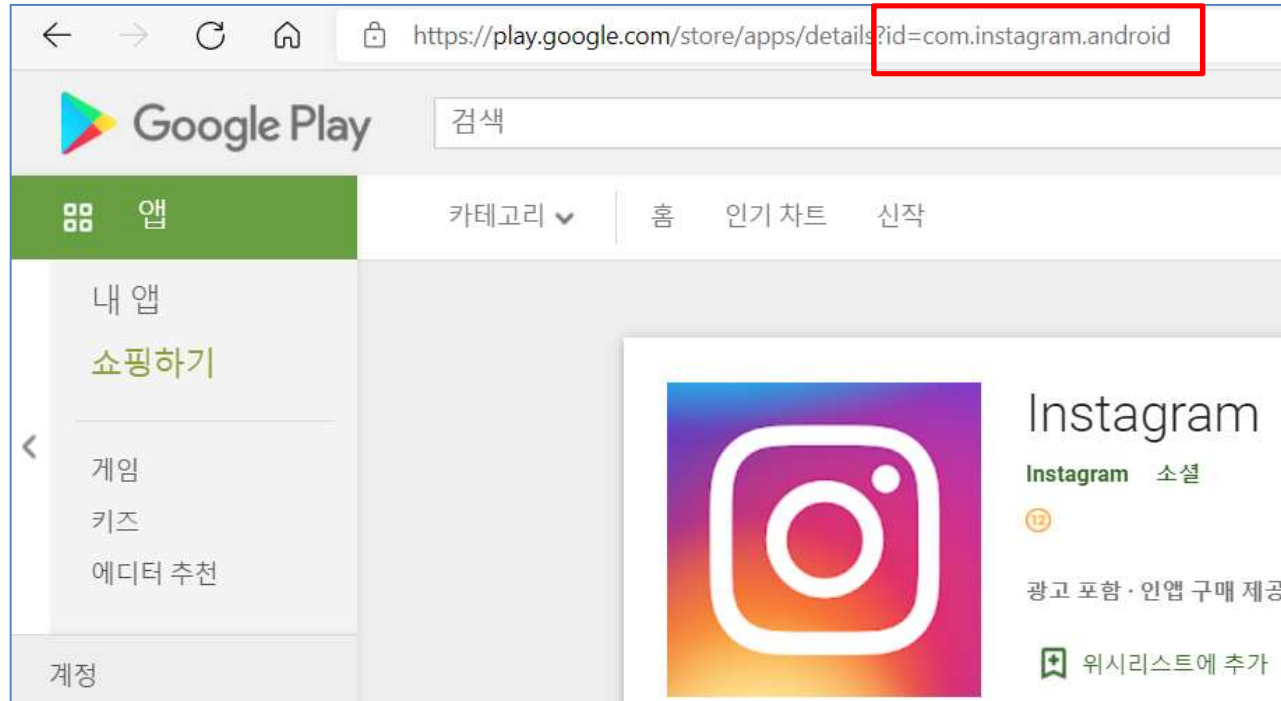 https://play.google.com/store/apps/details?id=com.instagram.android
Google Play
검색
앱
카테고리
홈
인기 차트
신작
내 앱
쇼핑하기
게임
키즈
에디터 추천
계정
Instagram
Instagram 소셜
12
광고 포함 · 인앱 구매 제공
위시리스트에 추가